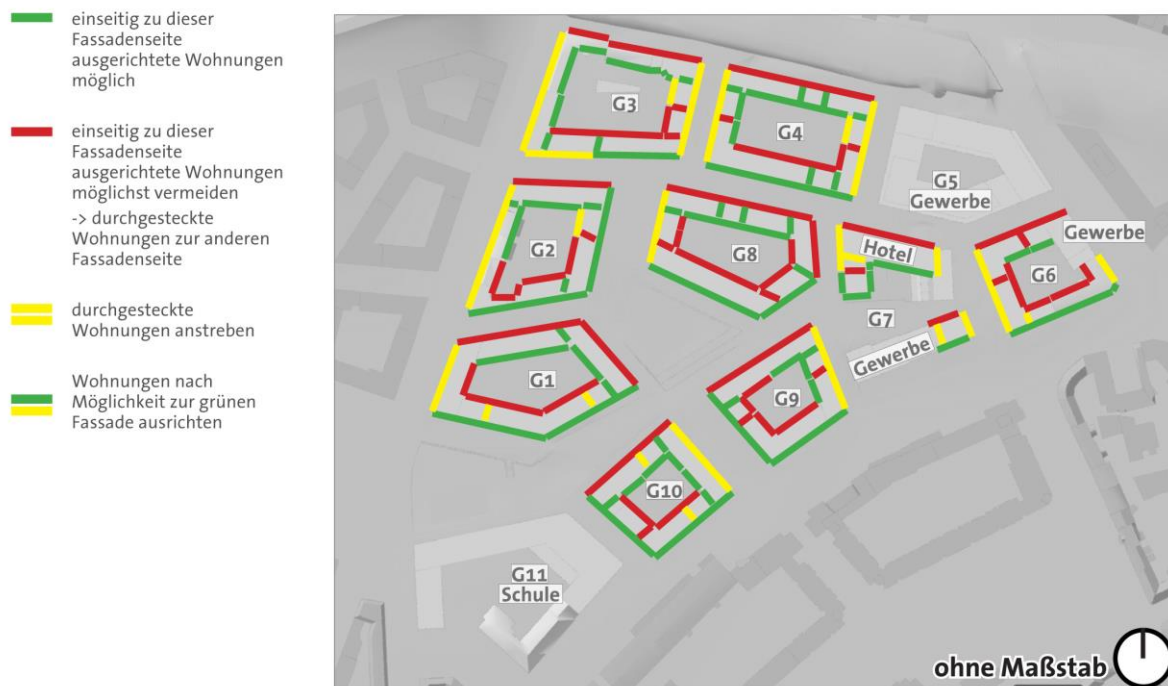 einseitig zu dieser
Fassadenseite
ausgerichtete Wohnungen
möglich
einseitig zu dieser
Fassadenseite
ausgerichtete Wohnungen
möglichst vermeiden
-> durchgesteckte
Wohnungen zur anderen
Fassadenseite
durchgesteckte
Wohnungen anstreben
Wohnungen nach
Möglichkeit zur grünen
Fassade ausrichten
G3
G4
G5
Gewerbe
G2
G8
Hotel
Gewerbe
G6
G7
Gewerbe
G1
G9
G10
G11
Schule
ohne Maßstab